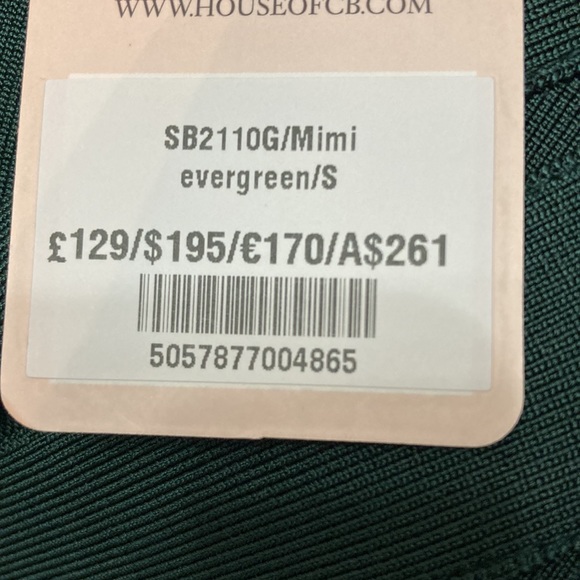 WWW.HOUSEOFCB.COM
SB2110G/Mimi
evergreen/S
£129/$195/€170/A$261
5057877004865